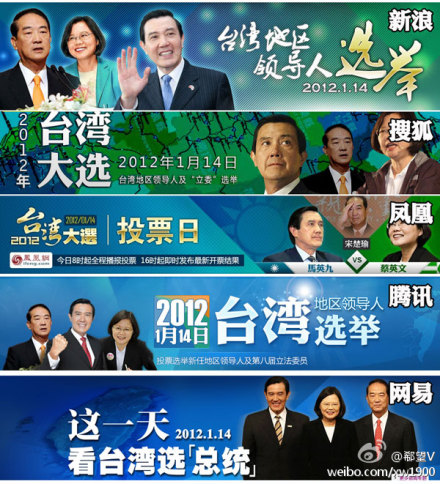 新浪
台湾地区
领导人选举
2012.1.14
搜狐
2012年
台湾
大选
2012年1月14日
台湾地区领导人及“立委”选举
凤凰
2012/01/14
2012台湾大選
投票日
鳳凰網
ifeng.com
今日8时起全程播报投票 16时起即时发布最新开票结果
宋楚瑜
馬英九
VS
蔡英文
腾讯
2012
1月14日
台湾
地区领导人
选举
投票选举新任地区领导人及第八届立法委员
网易
这一天
2012.1.14
看台湾选「总统」
@郗望V
weibo.com/xw1900